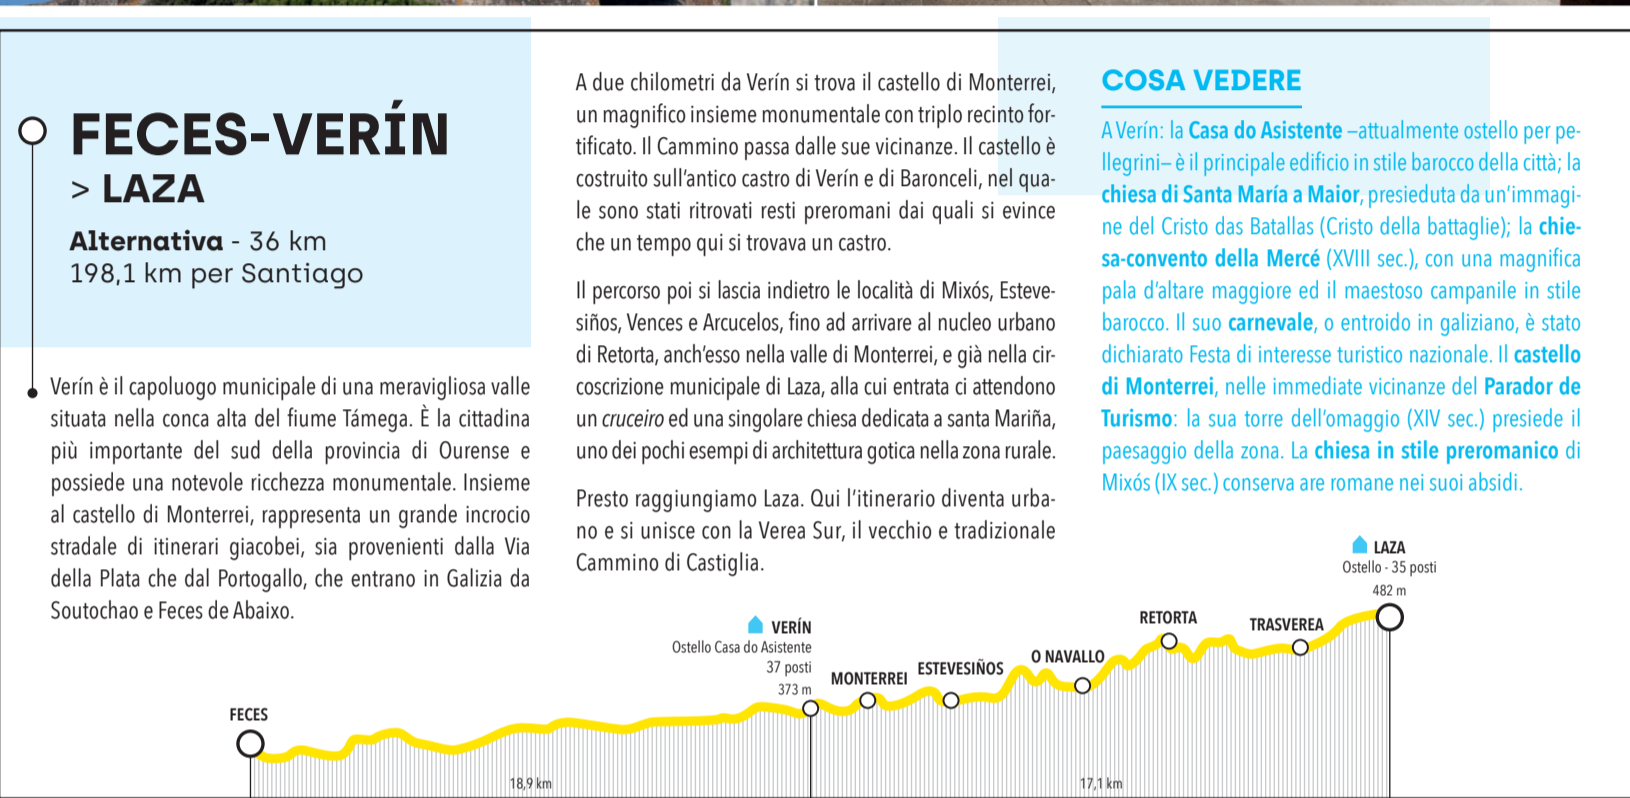 FECES-VERÍN
> LAZA
Alternativa - 36 km
198,1 km per Santiago
Verín è il capoluogo municipale di una meravigliosa valle
situata nella conca alta del fiume Támega. È la cittadina
più importante del sud della provincia di Ourense e
possiede una notevole ricchezza monumentale. Insieme
al castello di Monterrei, rappresenta un grande incrocio
stradale di itinerari giacobei, sia provenienti dalla Via
della Plata che dal Portogallo, che entrano in Galizia da
Soutochao e Feces de Abaixo.
A due chilometri da Verín si trova il castello di Monterrei,
un magnifico insieme monumentale con triplo recinto for-
tificato. Il Cammino passa dalle sue vicinanze. Il castello è
costruito sull’antico castro di Verín e di Baronceli, nel qua-
le sono stati ritrovati resti preromani dai quali si evince
che un tempo qui si trovava un castro.
Il percorso poi si lascia indietro le località di Mixós, Esteve-
siños, Vences e Arcucelos, fino ad arrivare al nucleo urbano
di Retorta, anch’esso nella valle di Monterrei, e già nella cir-
coscrizione municipale di Laza, alla cui entrata ci attendono
un cruceiro ed una singolare chiesa dedicata a santa Mariña,
uno dei pochi esempi di architettura gotica nella zona rurale.
Presto raggiungiamo Laza. Qui l’itinerario diventa urba-
no e si unisce con la Verea Sur, il vecchio e tradizionale
Cammino di Castiglia.
COSA VEDERE
A Verín: la Casa do Asistente –attualmente ostello per pe-
llegrini– è il principale edificio in stile barocco della città; la
chiesa di Santa María a Maior, presieduta da un‘immagi-
ne del Cristo das Batallas (Cristo della battaglie); la chie-
sa-convento della Mercé (XVIII sec.), con una magnifica
pala d’altare maggiore ed il maestoso campanile in stile
barocco. Il suo carnevale, o entroido in galiziano, è stato
dichiarato Festa di interesse turistico nazionale. Il castello
di Monterrei, nelle immediate vicinanze del Parador de
Turismo: la sua torre dell’omaggio (XIV sec.) presiede il
paesaggio della zona. La chiesa in stile preromanico di
Mixós (IX sec.) conserva are romane nei suoi absidi.
FECES
VERÍN
Ostello Casa do Asistente
37 posti
373 m
MONTERREI
ESTEVESIÑOS
O NAVALLO
RETORTA
TRASVEREA
LAZA
Ostello - 35 posti
482 m
18,9 km
17,1 km